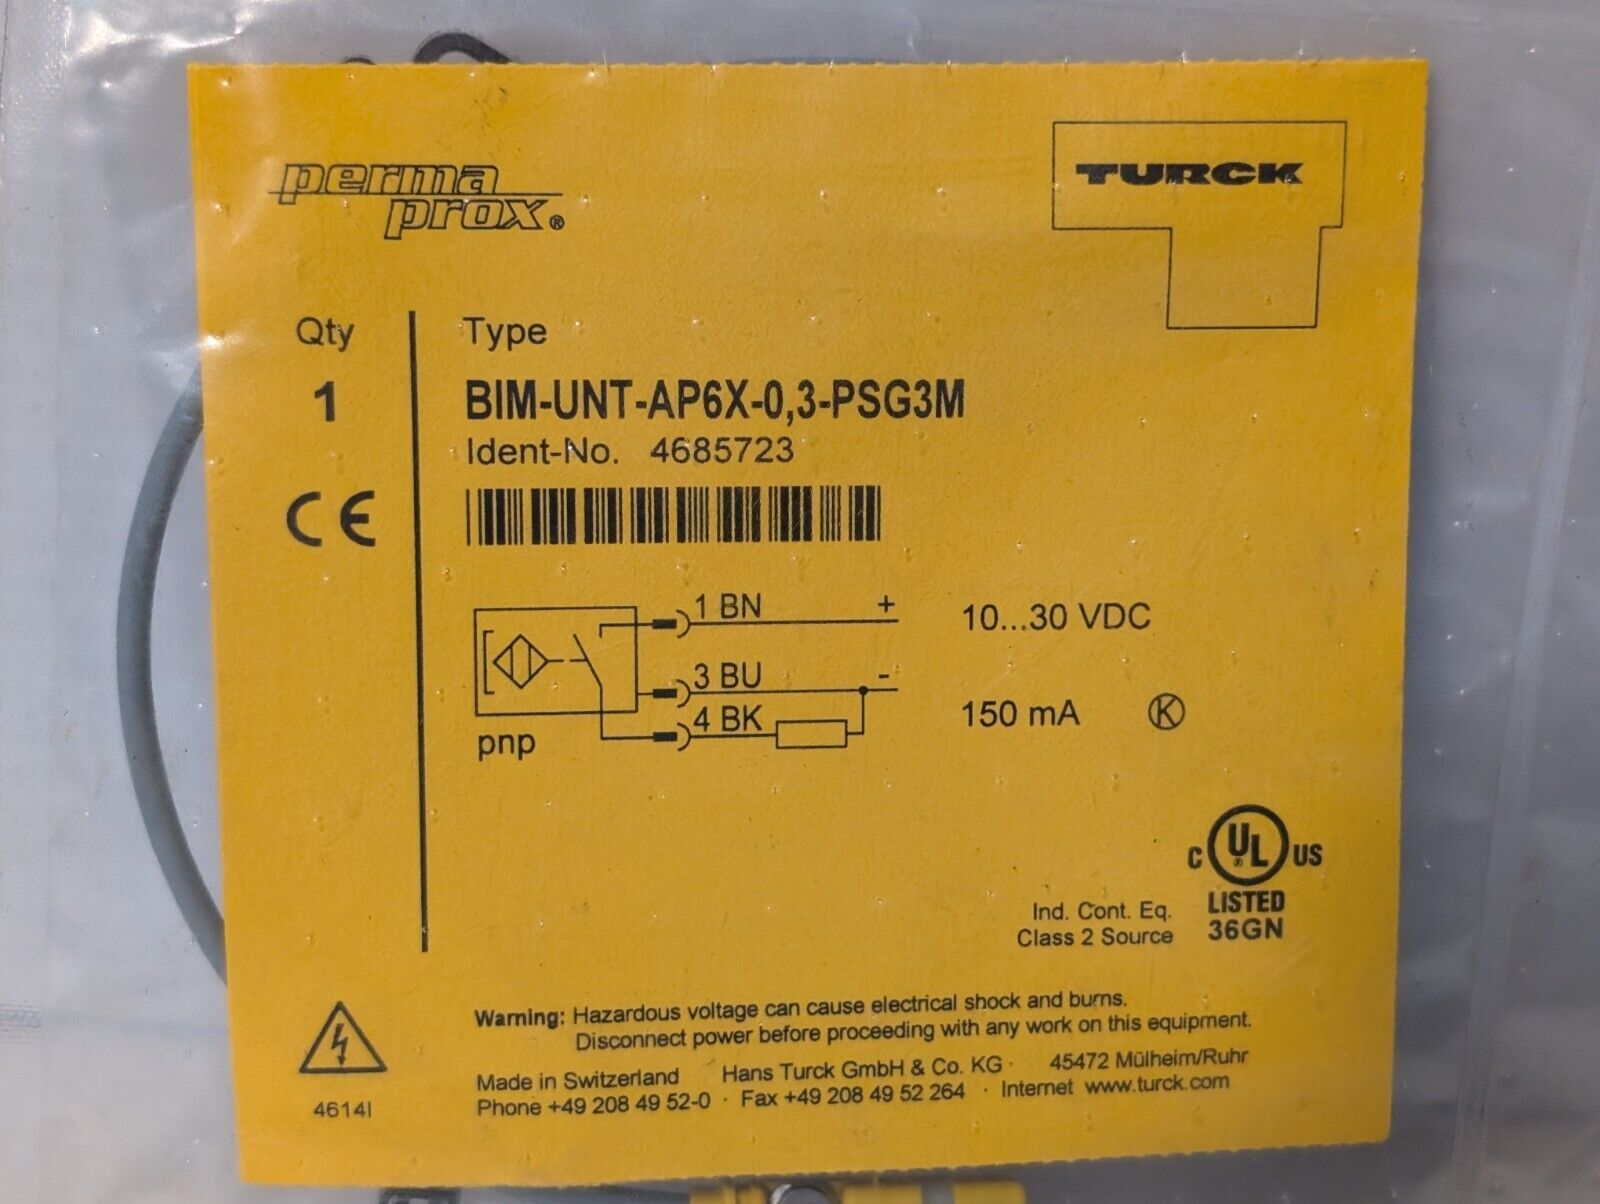 perma
prox®
TURCK
Qty
Type
1
BIM-UNT-AP6X-0,3-PSG3M
Ident-No. 4685723
CE
1 BN + 10...30 VDC
3 BU -
4 BK 150 mA K
pnp
C UL® US
LISTED
36GN
Ind. Cont. Eq.
Class 2 Source
Warning: Hazardous voltage can cause electrical shock and burns.
Disconnect power before proceeding with any work on this equipment.
Made in Switzerland Hans Turck GmbH & Co. KG · 45472 Mülheim/Ruhr
Phone +49 208 49 52-0 · Fax +49 208 49 52 264 · Internet www.turck.com
4614I